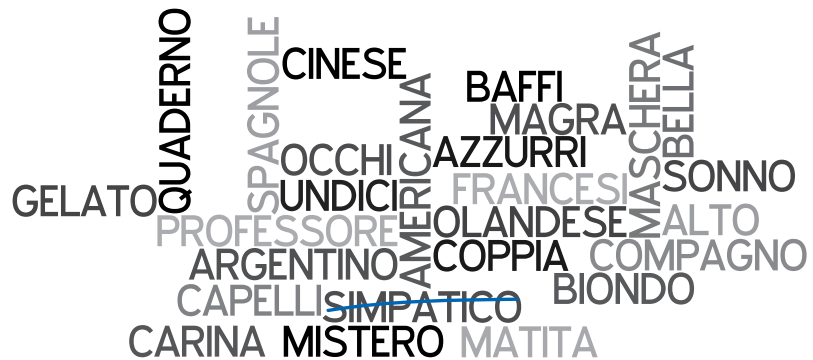 QUADERNO
SPAGNOLE
CINESE
AMERICANA
BAFFI
MASCHERA
BELLA
MAGRA
OCCHI
AZZURRI
GELATO
UNDICI
FRANCESI
SONNO
PROFESSORE
OLANDESE
ALTO
ARGENTINO
COPPIA
COMPAGNO
CAPELLI
SIMPATICO
BIONDO
CARINA
MISTERO
MATITA